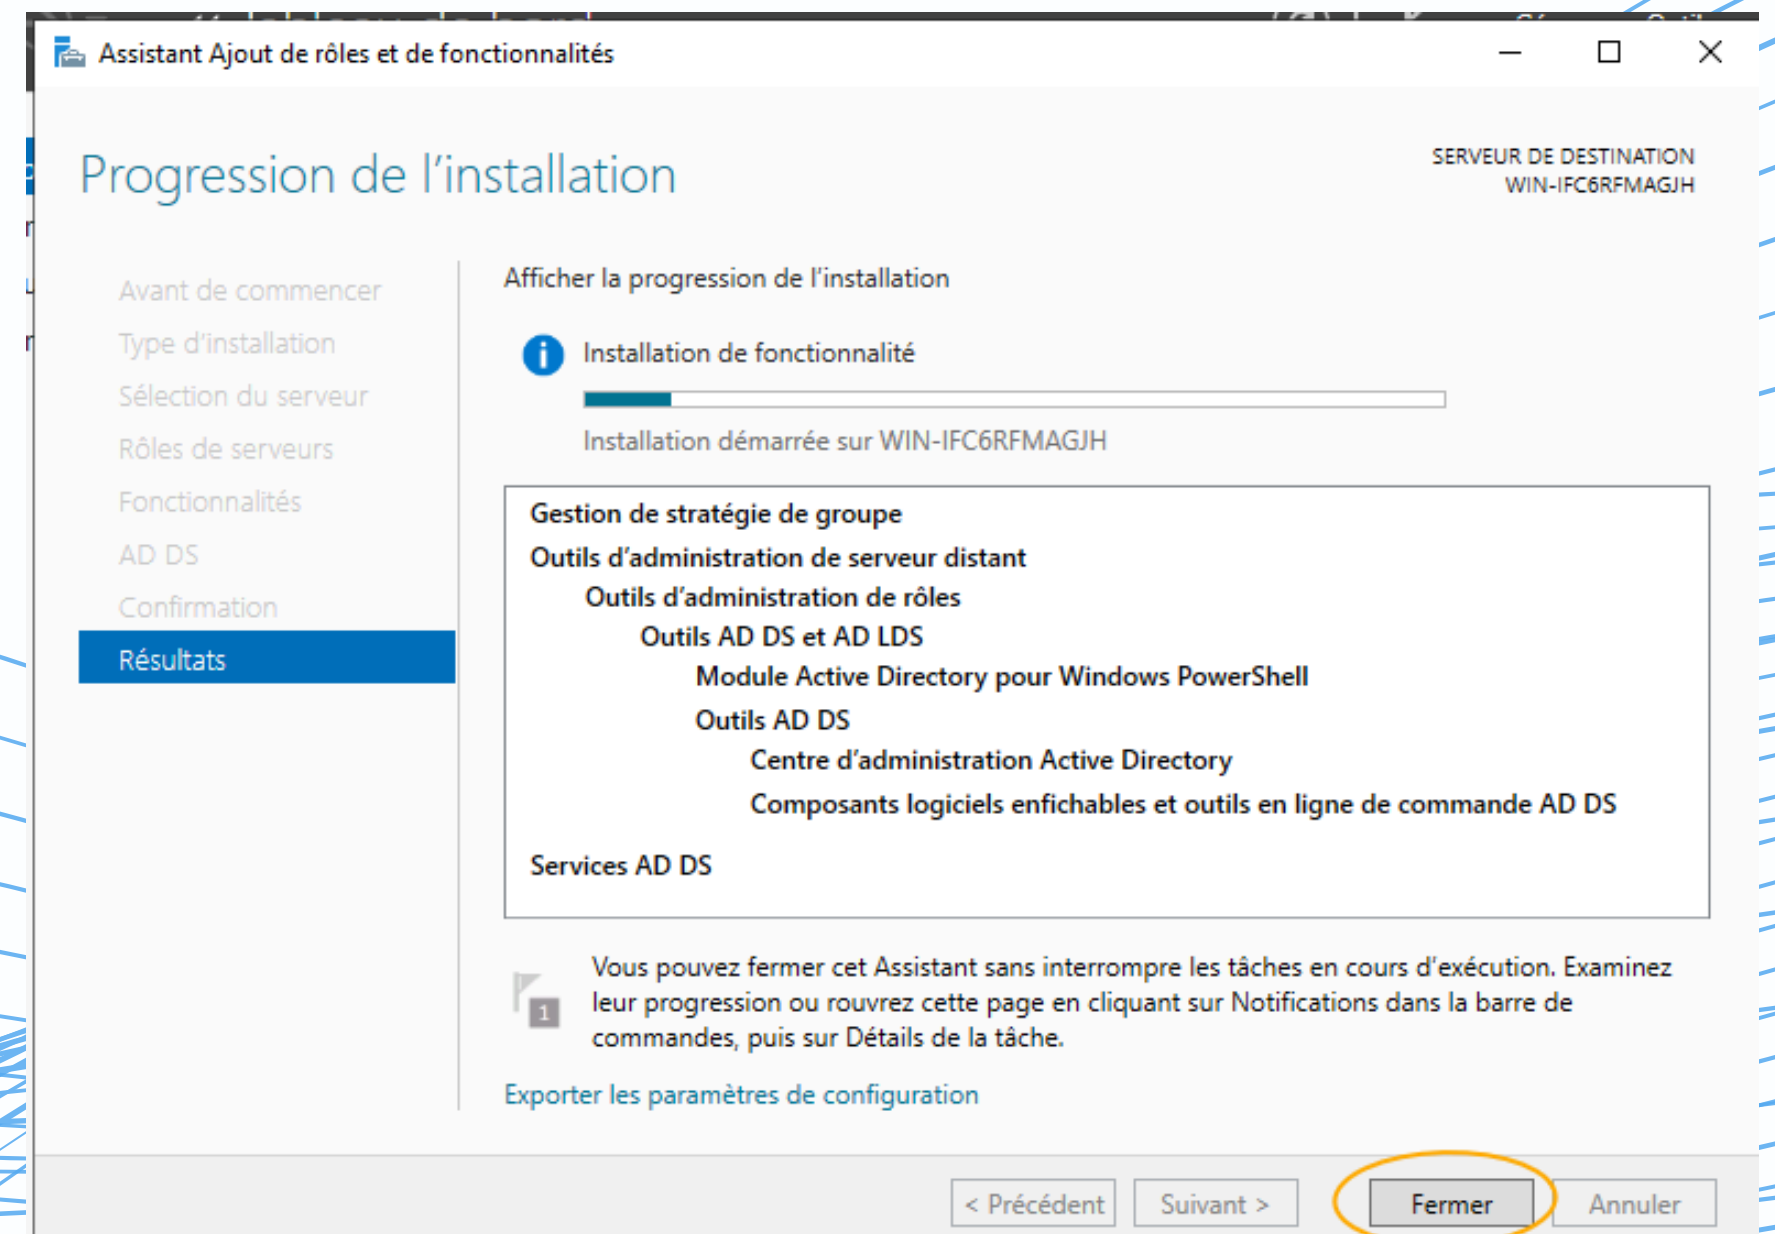 Assistant Ajout de rôles et de fonctionnalités
Progression de l'installation
SERVEUR DE DESTINATION
WIN-IFC6RFMAGJH
Avant de commencer
Type d'installation
Sélection du serveur
Rôles de serveurs
Fonctionnalités
AD DS
Confirmation
Résultats
Afficher la progression de l'installation
Installation de fonctionnalité
Installation démarrée sur WIN-IFC6RFMAGJH
Gestion de stratégie de groupe
Outils d'administration de serveur distant
Outils d'administration de rôles
Outils AD DS et AD LDS
Module Active Directory pour Windows PowerShell
Outils AD DS
Centre d'administration Active Directory
Composants logiciels enfichables et outils en ligne de commande AD DS
Services AD DS
1
Vous pouvez fermer cet Assistant sans interrompre les tâches en cours d'exécution. Examinez
leur progression ou rouvrez cette page en cliquant sur Notifications dans la barre de
commandes, puis sur Détails de la tâche.
Exporter les paramètres de configuration
< Précédent
Suivant >
Fermer
Annuler